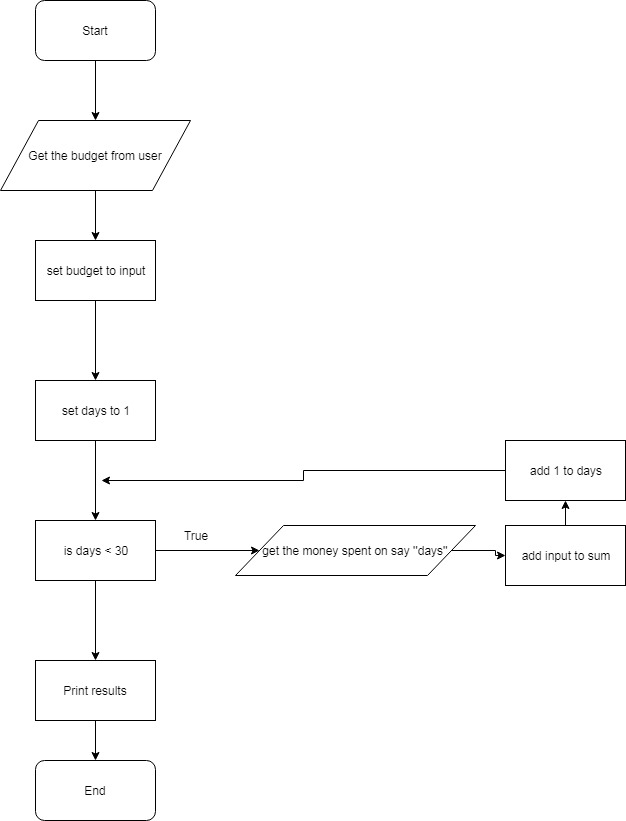 Start
Get the budget from user
set budget to input
set days to 1
add 1 to days
is days < 30
True
get the money spent on say "days"
add input to sum
Print results
End